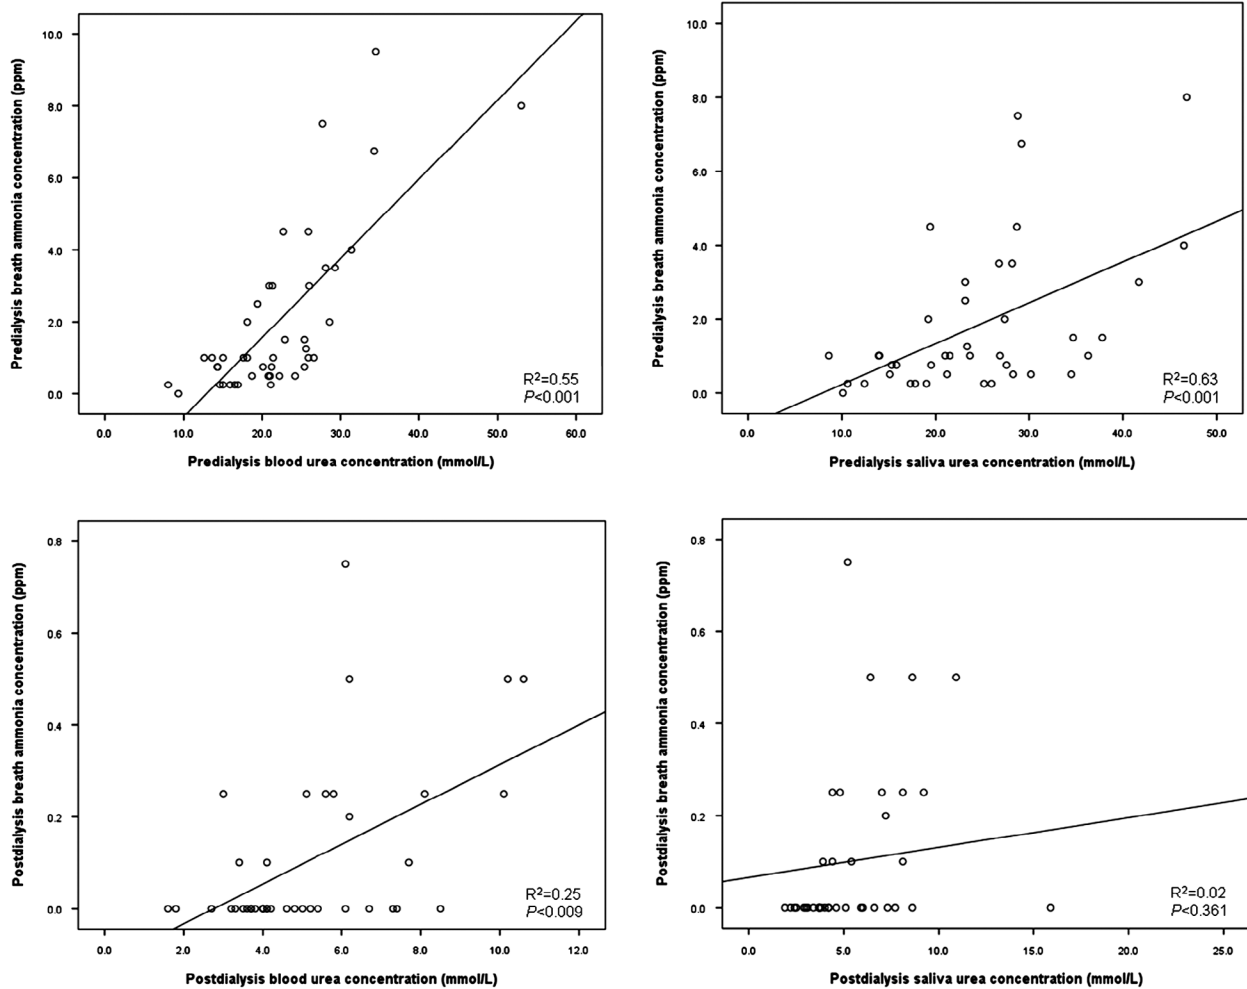 Predialysis breath ammonia concentration (ppm)
10.0
8.0
6.0
4.0
2.0
0.0
R²=0.55
P<0.001
0.0 10.0 20.0 30.0 40.0 50.0 60.0
Predialysis blood urea concentration (mmol/L)
Predialysis breath ammonia concentration (ppm)
10.0
8.0
6.0
4.0
2.0
0.0
R²=0.63
P<0.001
0.0 10.0 20.0 30.0 40.0 50.0
Predialysis saliva urea concentration (mmol/L)
Postdialysis breath ammonia concentration (ppm)
0.8
0.6
0.4
0.2
0.0
R²=0.25
P<0.009
0.0 2.0 4.0 6.0 8.0 10.0 12.0
Postdialysis blood urea concentration (mmol/L)
Postdialysis breath ammonia concentration (ppm)
0.8
0.6
0.4
0.2
0.0
R²=0.02
P<0.361
0.0 5.0 10.0 15.0 20.0 25.0
Postdialysis saliva urea concentration (mmol/L)